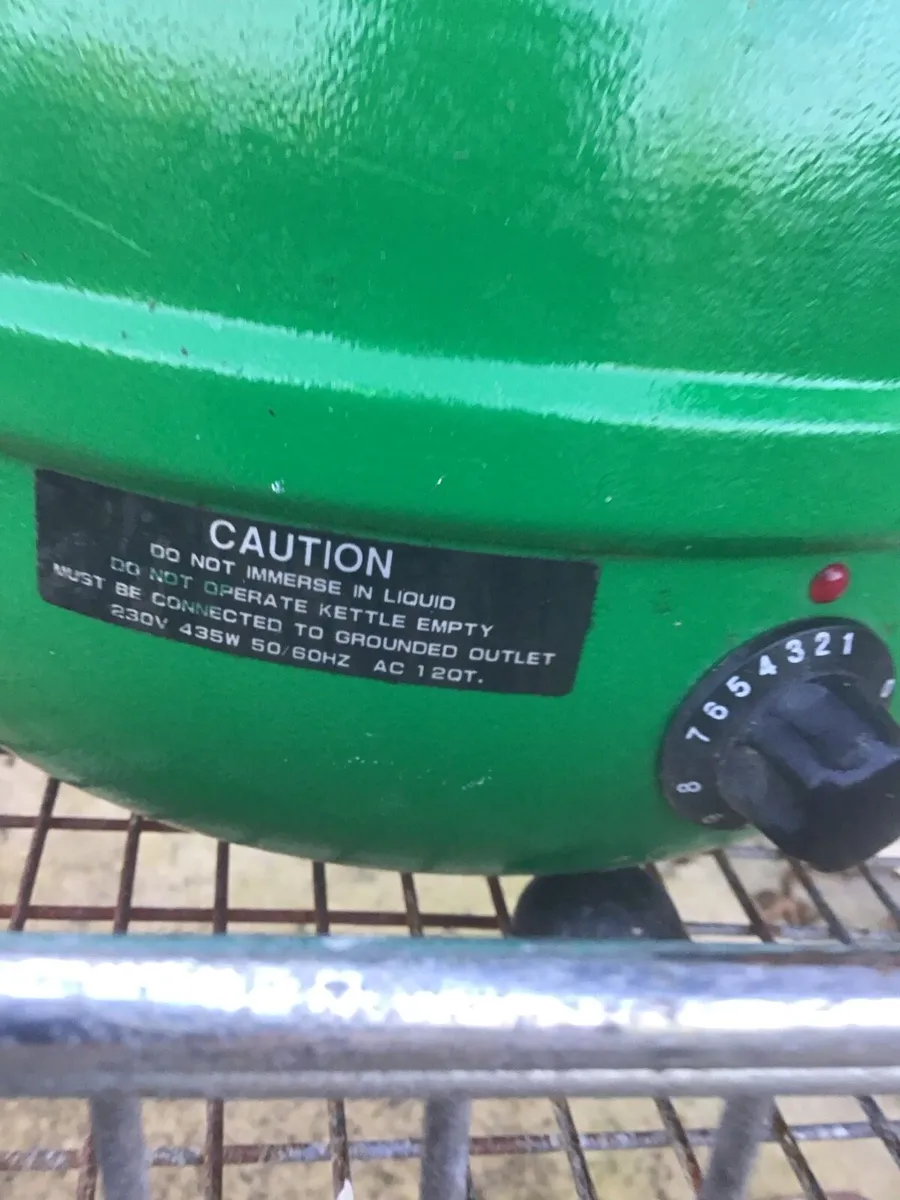 CAUTION
DO NOT IMMERSE IN LIQUID
DO NOT OPERATE KETTLE EMPTY
MUST BE CONNECTED TO GROUNDED OUTLET
230V 435W 50/60HZ AC 120T.
8 7 6 5 4 3 2 1